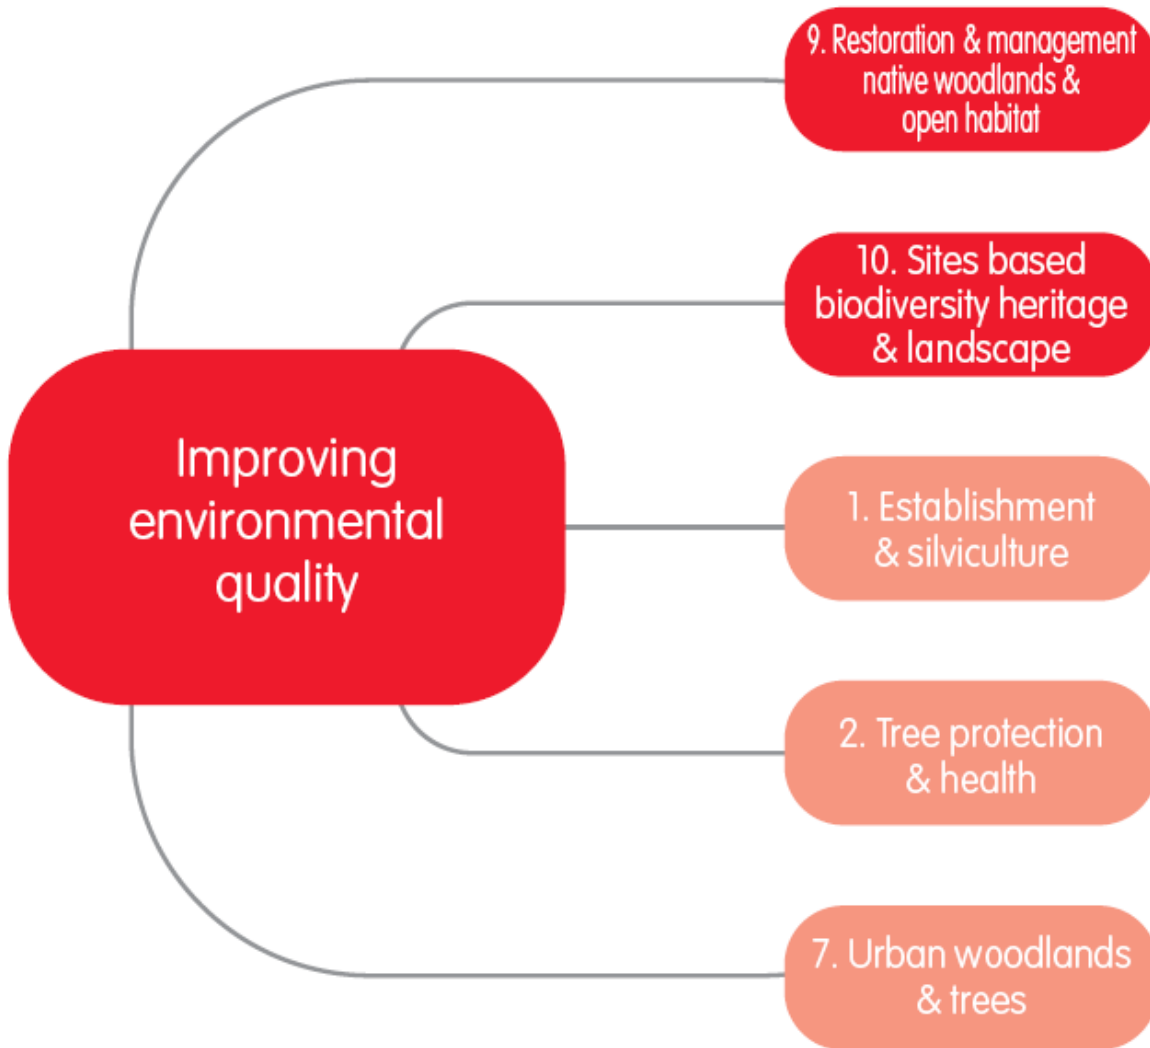 9. Restoration & management
native woodlands &
open habitat
10. Sites based
biodiversity heritage
& landscape
Improving
environmental
quality
1. Establishment
& silviculture
2. Tree protection
& health
7. Urban woodlands
& trees